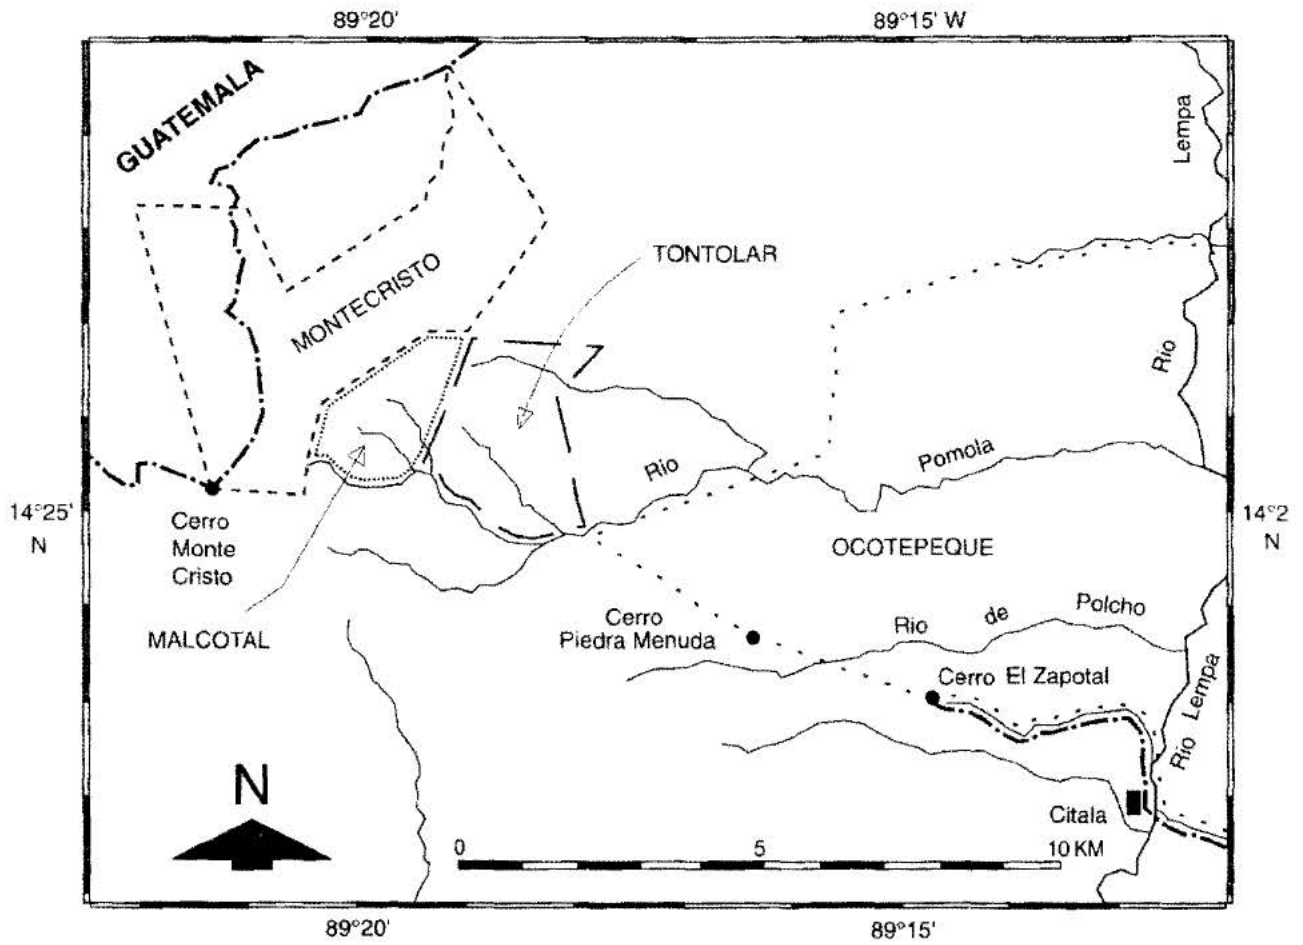 89°20'
89°15' W
GUATEMALA
Lempa
TONTOLAR
MONTECRISTO
Rio
Rio
Pomola
14°25'
N
14°2
N
Cerro
Monte
Cristo
OCOTEPEQUE
MALCOTAL
Cerro
Piedra Menuda
Rio
de
Polcho
Cerro El Zapotal
Rio Lempa
N
Citala
0
5
10 KM
89°20'
89°15'